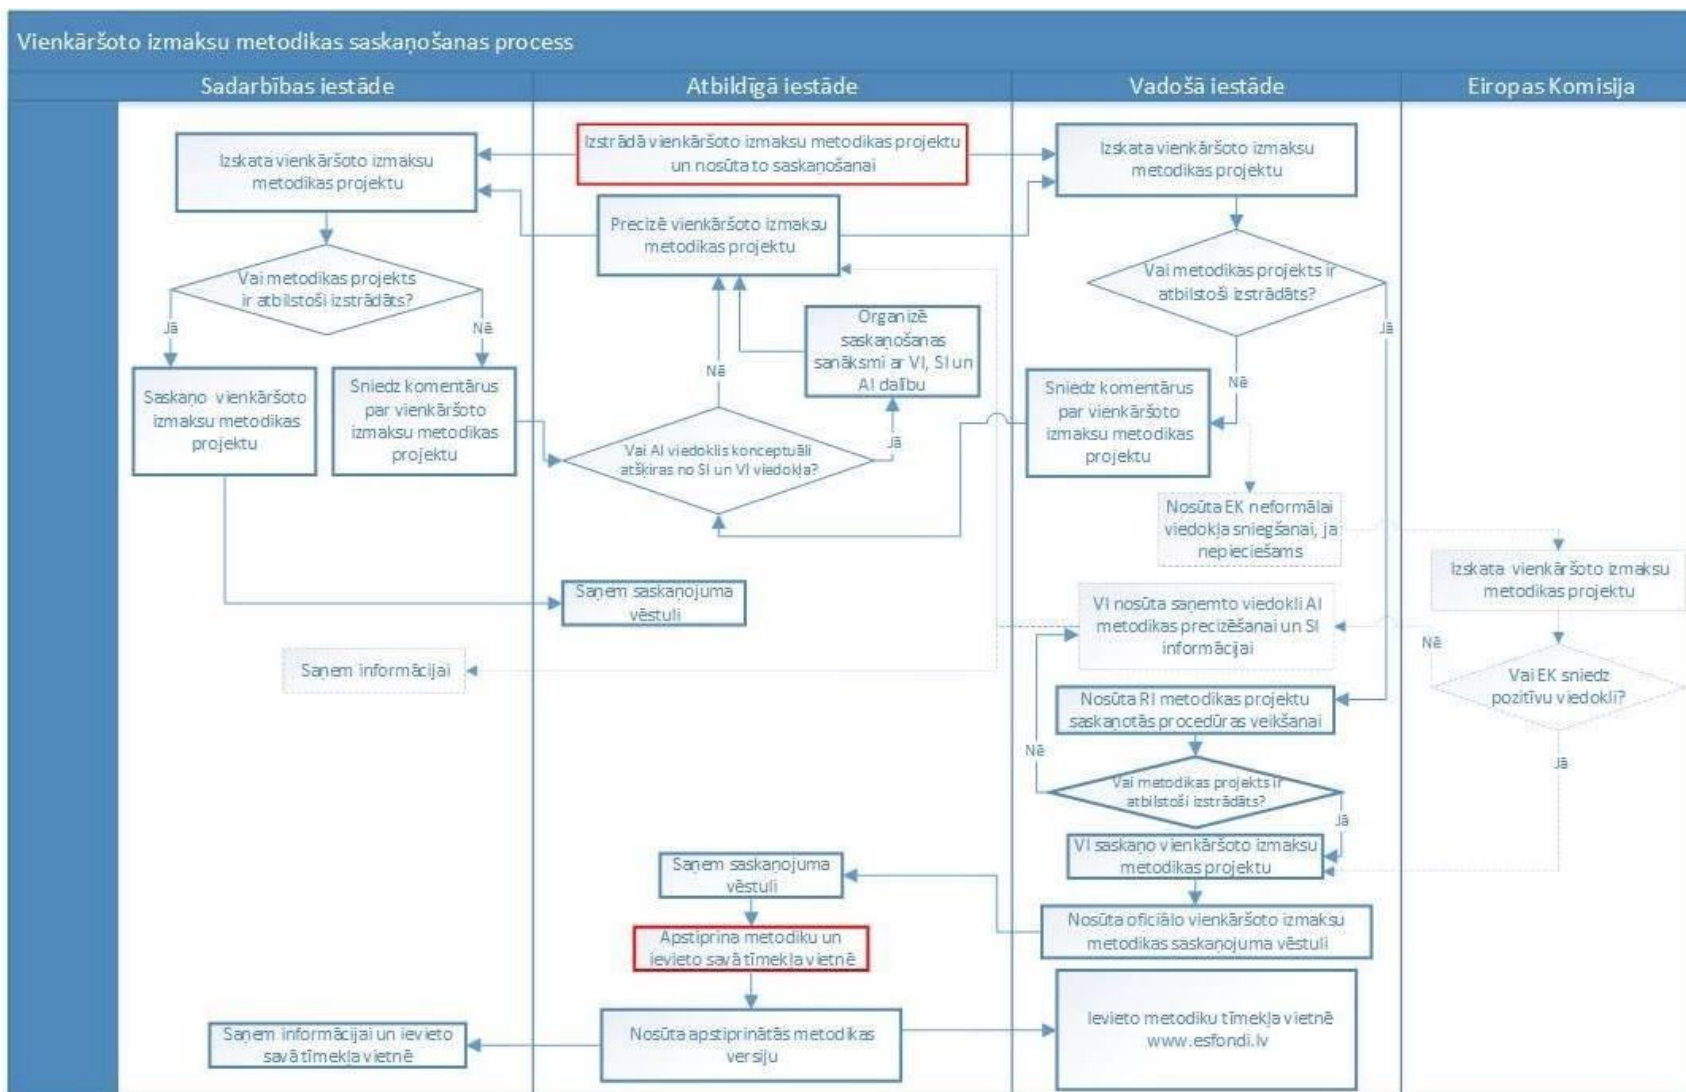 Vienkāršoto izmaksu metodikas saskaņošanas process
Sadarbības iestāde
Atbildīgā iestāde
Vadošā iestāde
Eiropas Komisija
Izskata vienkāršoto izmaksu
metodikas projektu
Izstrādā vienkāršoto izmaksu metodikas projektu
un nosūta to saskaņošanai
Izskata vienkāršoto izmaksu
metodikas projektu
Precizē vienkāršoto izmaksu
metodikas projektu
Vai metodikas projekts
ir atbilstoši izstrādāts?
Vai metodikas projekts ir
atbilstoši izstrādāts?
Jā
Nē
Organizē
saskaņošanas
sanāksmi ar VI, SI un
AI dalību
Jā
Nē
Nē
Saskaņo vienkāršoto
izmaksu metodikas
projektu
Sniedz komentārus
par vienkāršoto
izmaksu metodikas
projektu
Sniedz komentārus
par vienkāršoto
izmaksu metodikas
projektu
Vai AI viedoklis konceptuāli
atšķiras no SI un VI viedokļa?
Jā
Nosūta EK neformālai
viedokļa sniegšanai, ja
nepieciešams
Izskata vienkāršoto izmaksu
metodikas projektu
Saņem saskaņojuma
vēstuli
VI nosūta saņemto viedokli AI
metodikas precizēšanai un SI
informācijai
Nē
Saņem informācijai
Vai EK sniedz
pozitīvu viedokli?
Nosūta RI metodikas projektu
saskaņotās procedūras veikšanai
Nē
Jā
Vai metodikas projekts ir
atbilstoši izstrādāts?
Jā
VI saskaņo vienkāršoto izmaksu
metodikas projektu
Saņem saskaņojuma
vēstuli
Nosūta oficiālo vienkāršoto izmaksu
metodikas saskaņojuma vēstuli
Apstiprina metodiku un
ievieto savā tīmekļa vietnē
Saņem informācijai un ievieto
savā tīmekļa vietnē
Nosūta apstiprinātās metodikas
versiju
Ievieto metodiku tīmekļa vietnē
www.esfondi.lv